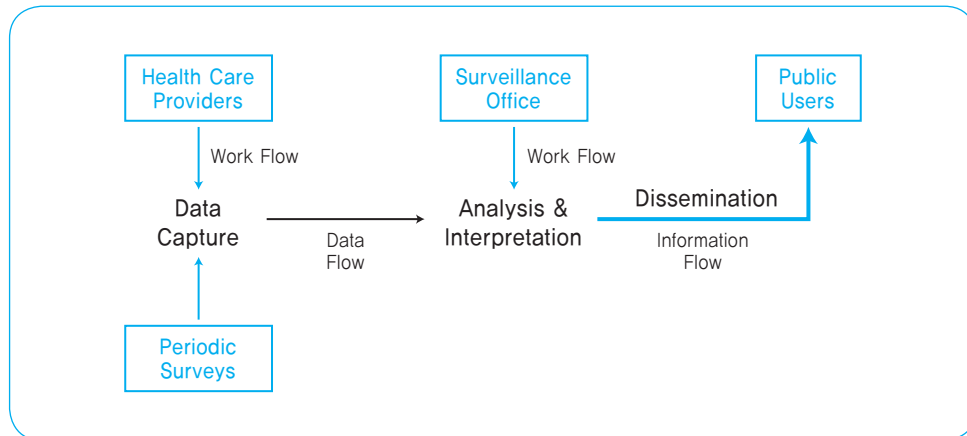 Health Care
Providers
Surveillance
Office
Public
Users
Work Flow
Work Flow
Data
Capture
Data
Flow
Analysis &
Interpretation
Dissemination
Information
Flow
Periodic
Surveys